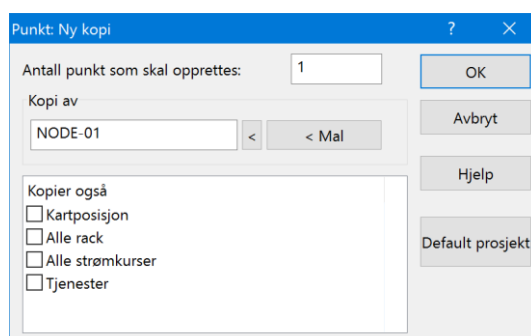 Punkt: Ny kopi ? ×
Antall punkt som skal opprettes: 1
OK
Kopi av
NODE-01 < < Mal
Avbryt
Hjelp
Kopier også
Kartposisjon
Alle rack
Alle strømkurser
Tjenester
Default prosjekt